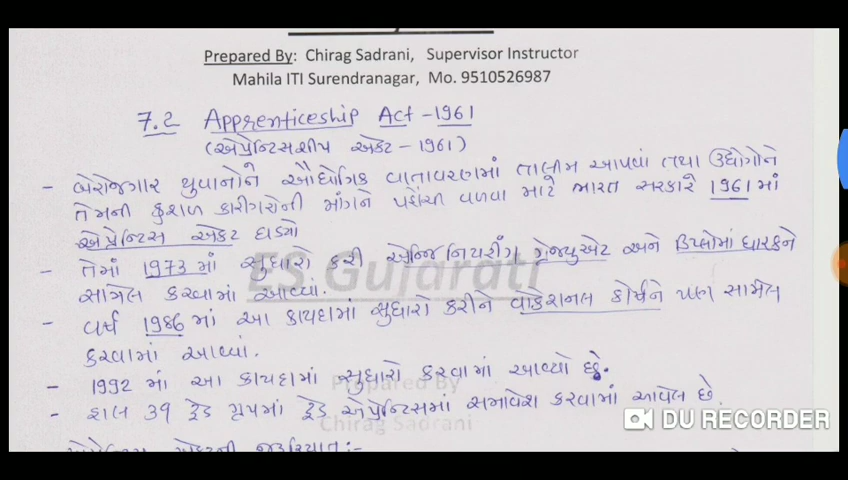 Prepared By: Chirag Sadrani, Supervisor Instructor
Mahila ITI Surendranagar, Mo. 9510526987
7.2 Apprenticeship Act -1961
(એપ્રેન્ટિસશીપ એક્ટ - 1961)
- બેરોજગાર યુવાનોને ઔદ્યોગિક વાતાવરણમાં તાલીમ આપવાં તથા ઉદ્યોગોને
તેમની કુશળ કારીગરોની માંગને પહોંચી વળવા માટે ભારત સરકારે 1961 માં
એપ્રેન્ટિસ એક્ટ ઘડ્યો
- તેમાં 1973 માં સુધારો કરી એન્જિનિયરીંગ ગ્રેજ્યુએટ અને ડિપ્લોમાં ધારકને
સામેલ કરવામાં આવ્યાં.
ES Gujarati
- વર્ષ 1986 માં આ કાયદામાં સુધારો કરીને વોકેશનલ કોર્ષને પણ સામેલ
કરવામાં આવ્યાં.
- 1992 માં આ કાયદામાં સુધારો કરવામાં આવ્યો છે.
Prepared By
- હાલ 39 ટ્રેડ ગ્રુપમાં ટ્રેડ એપ્રેન્ટિસમાં સમાવેશ કરવામાં આવેલ છે.
Chirag Sadrani
DU RECORDER